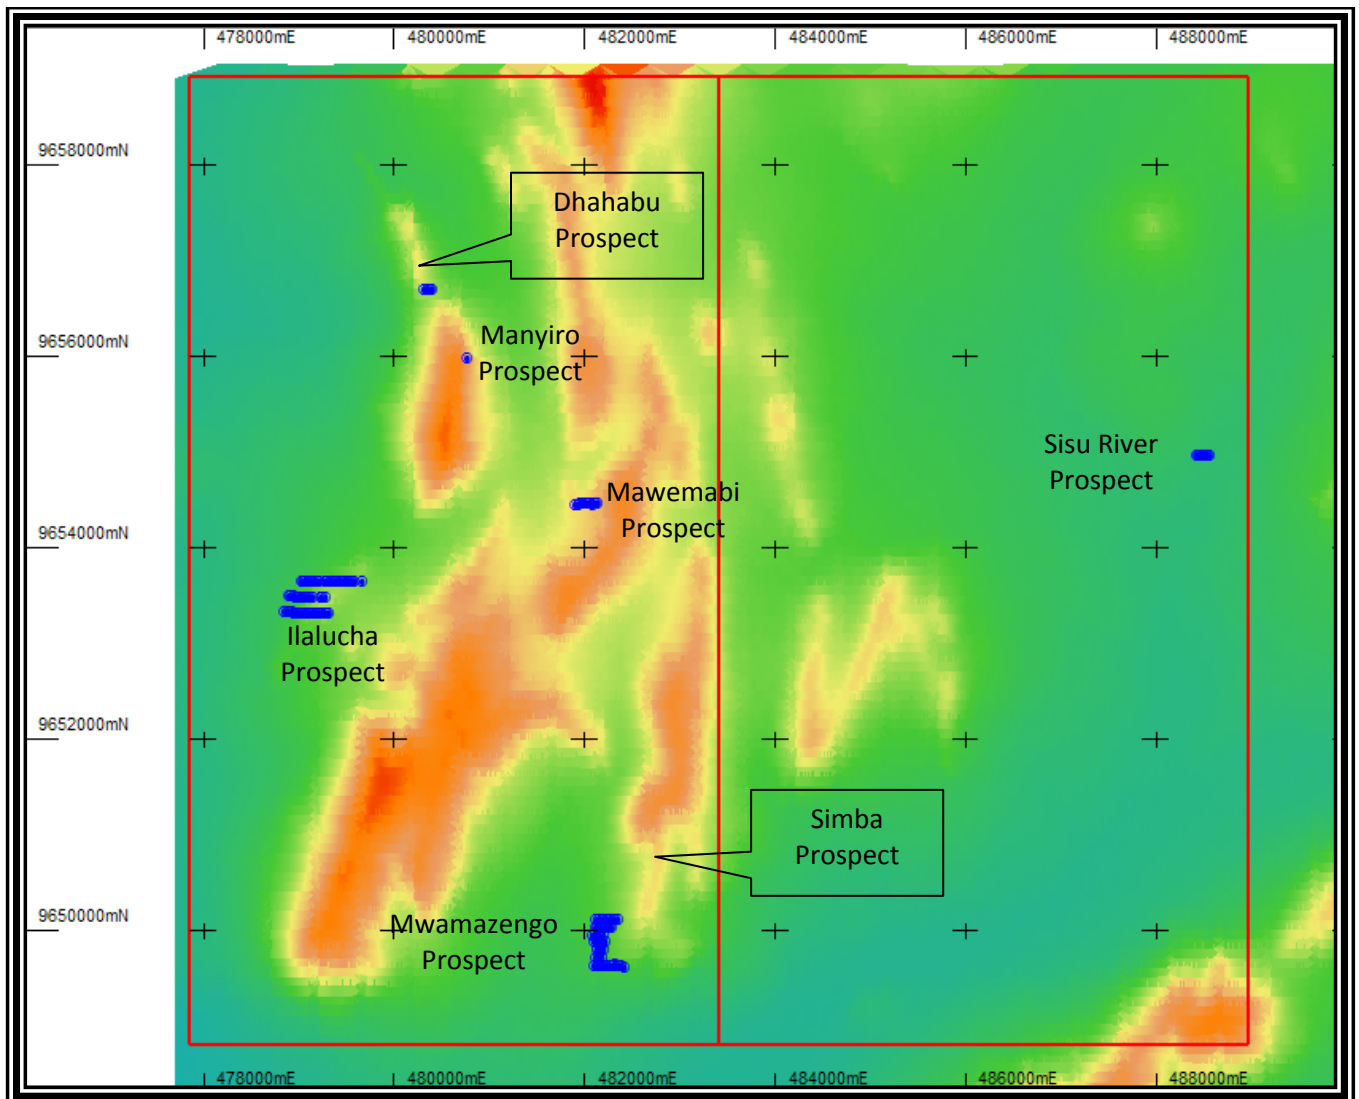 478000mE 480000mE 482000mE 484000mE 486000mE 488000mE
9658000mN
Dhahabu
Prospect
9656000mN
Manyiro
Prospect
Sisu River
Prospect
Mawemabi
Prospect
9654000mN
Ilalucha
Prospect
9652000mN
Simba
Prospect
9650000mN
Mwamazengo
Prospect
478000mE 480000mE 482000mE 484000mE 486000mE 488000mE